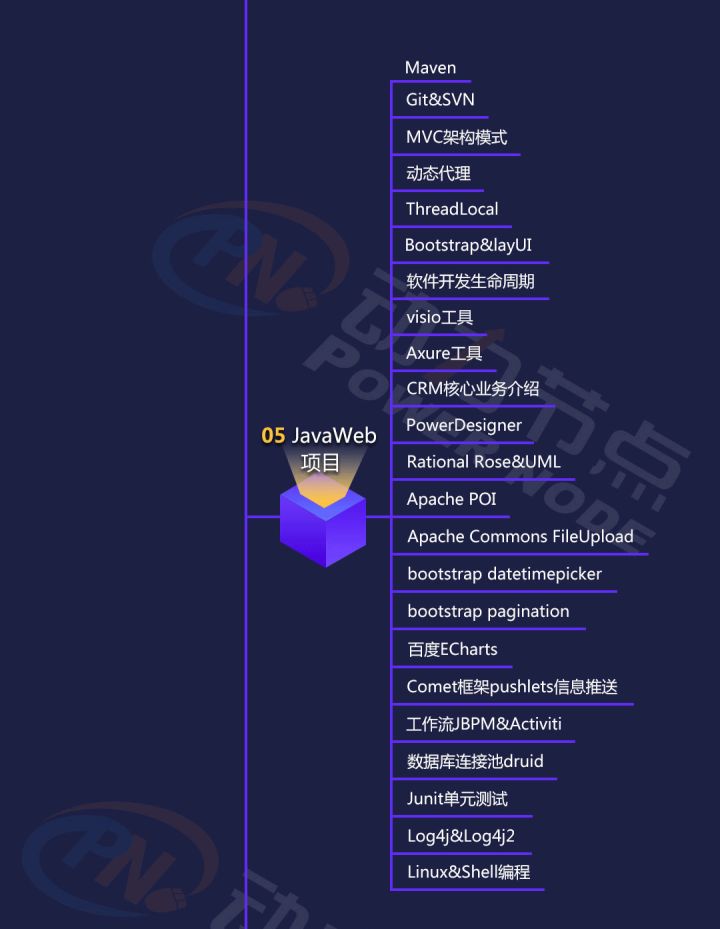 Maven
Git&SVN
MVC架构模式
动态代理
ThreadLocal
Bootstrap&layUI
软件开发生命周期
visio工具
Axure工具
CRM核心业务介绍
05 JavaWeb
项目
PowerDesigner
Rational Rose&UML
Apache POI
Apache Commons FileUpload
bootstrap datetimepicker
bootstrap pagination
百度ECharts
Comet框架pushlets信息推送
工作流JBPM&Activiti
数据库连接池druid
Junit单元测试
Log4j&Log4j2
Linux&Shell编程
PN
动力节点
POWER NODE
PN
动